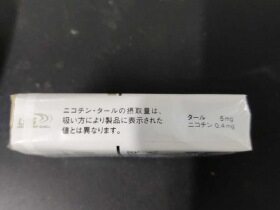 ニコチン・タールの摂取量は、
吸い方により製品に表示された
値とは異なります。
タール 5mg
ニコチン 0.4mg